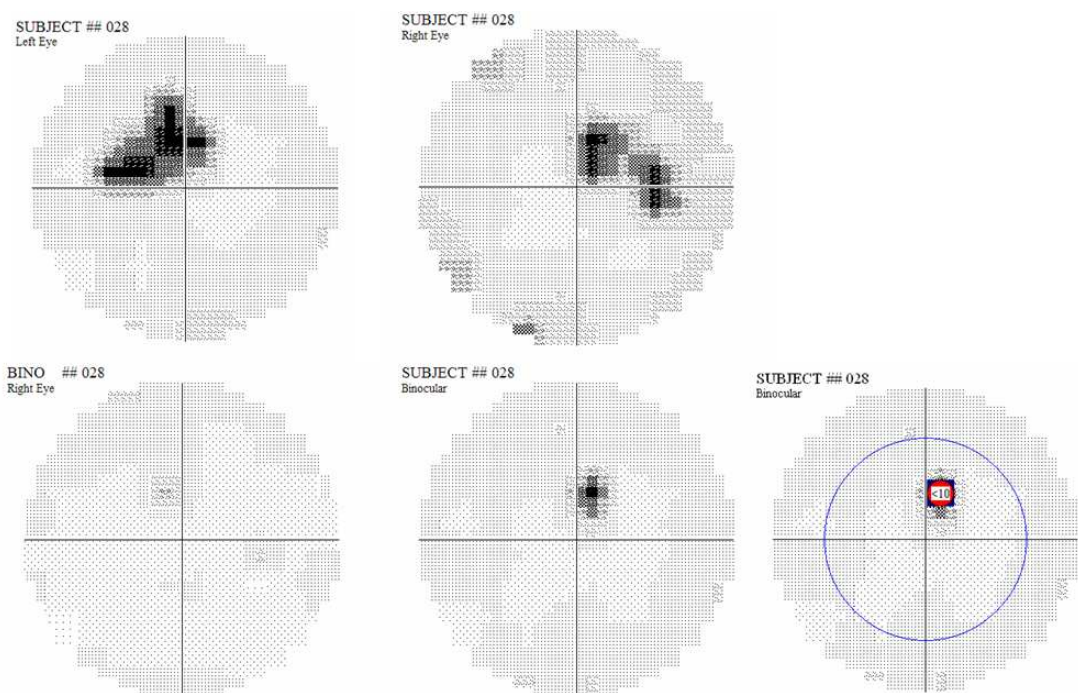 SUBJECT ## 028
Left Eye
SUBJECT ## 028
Right Eye
BINO ## 028
Right Eye
SUBJECT ## 028
Binocular
SUBJECT ## 028
Binocular
<10